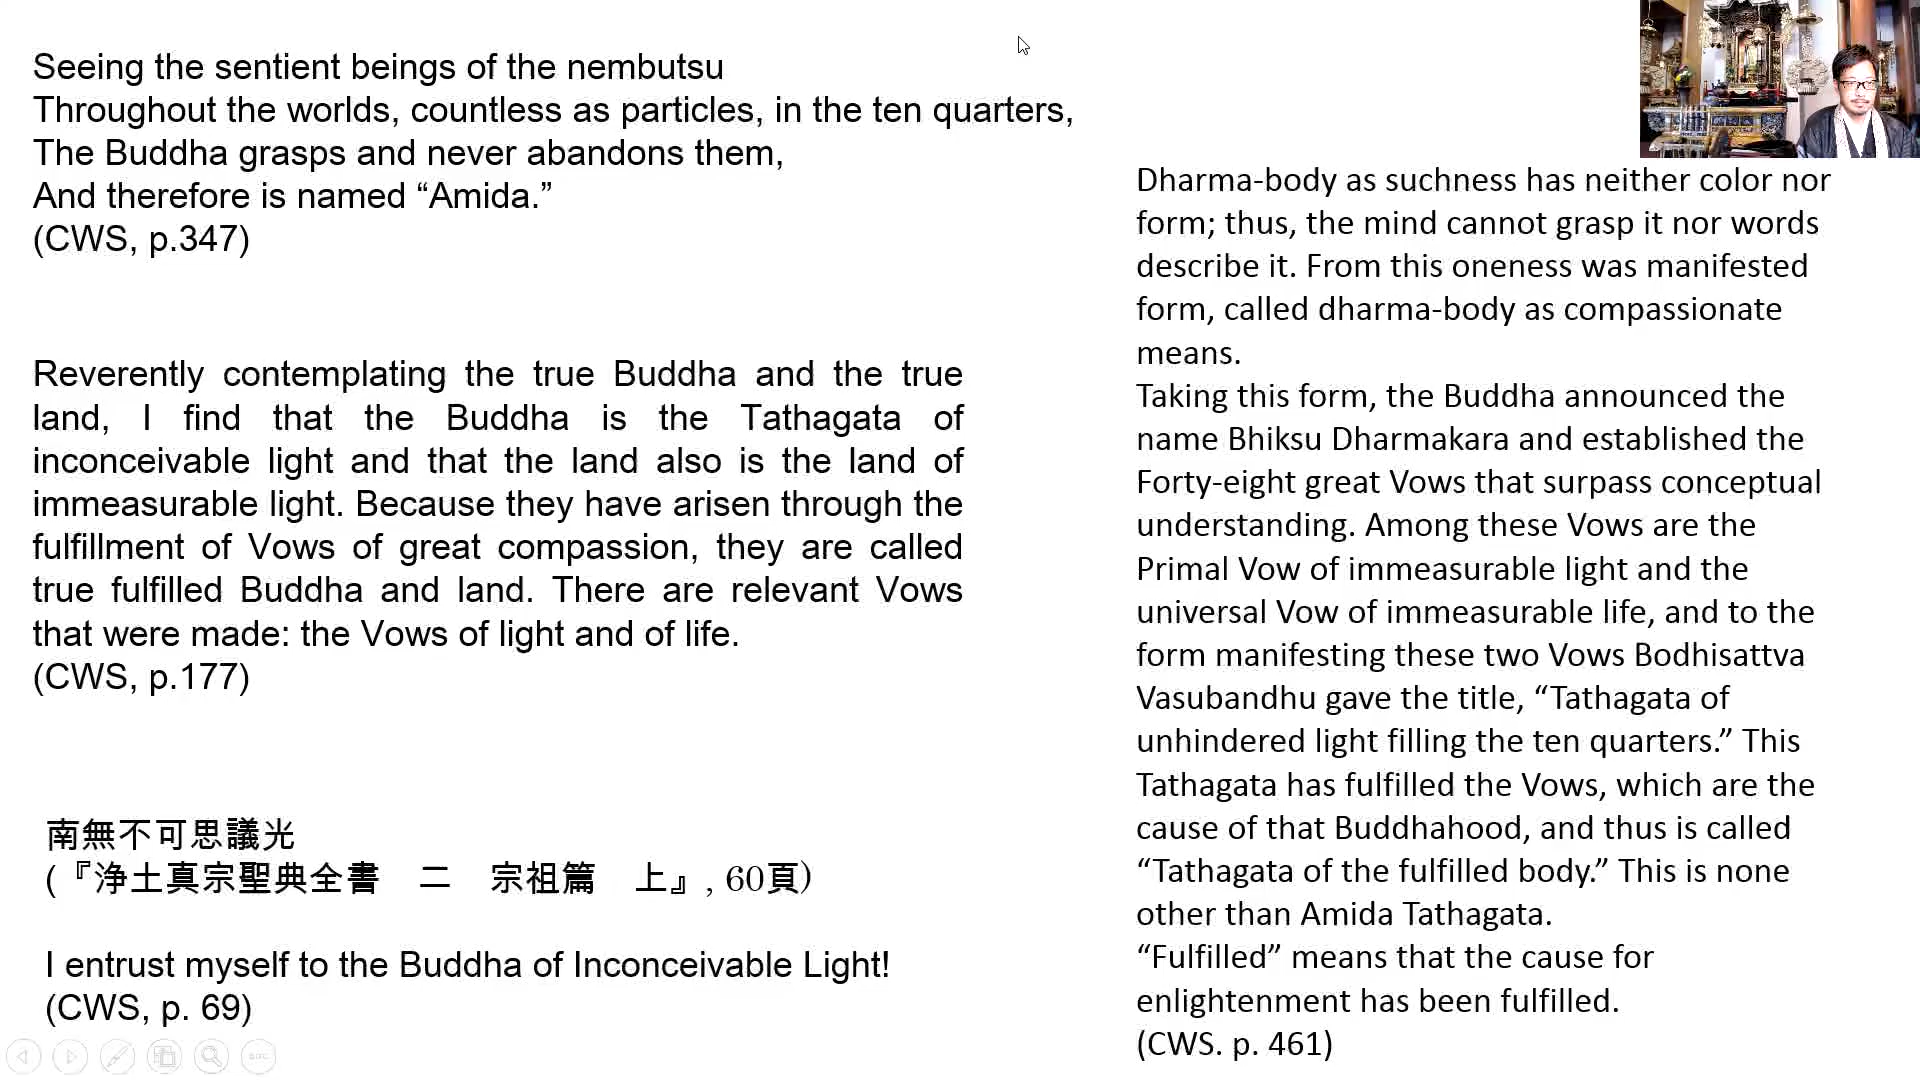 Seeing the sentient beings of the nembutsu
Throughout the worlds, countless as particles, in the ten quarters,
The Buddha grasps and never abandons them,
And therefore is named “Amida.”
(CWS, p.347)
Reverently contemplating the true Buddha and the true
land, I find that the Buddha is the Tathagata of
inconceivable light and that the land also is the land of
immeasurable light. Because they have arisen through the
fulfillment of Vows of great compassion, they are called
true fulfilled Buddha and land. There are relevant Vows
that were made: the Vows of light and of life.
(CWS, p.177)
南無不可思議光
(『浄土真宗聖典全書　二　宗祖篇　上』, 60頁)
I entrust myself to the Buddha of Inconceivable Light!
(CWS, p. 69)
Dharma-body as suchness has neither color nor
form; thus, the mind cannot grasp it nor words
describe it. From this oneness was manifested
form, called dharma-body as compassionate
means.
Taking this form, the Buddha announced the
name Bhiksu Dharmakara and established the
Forty-eight great Vows that surpass conceptual
understanding. Among these Vows are the
Primal Vow of immeasurable light and the
universal Vow of immeasurable life, and to the
form manifesting these two Vows Bodhisattva
Vasubandhu gave the title, “Tathagata of
unhindered light filling the ten quarters.” This
Tathagata has fulfilled the Vows, which are the
cause of that Buddhahood, and thus is called
“Tathagata of the fulfilled body.” This is none
other than Amida Tathagata.
“Fulfilled” means that the cause for
enlightenment has been fulfilled.
(CWS. p. 461)